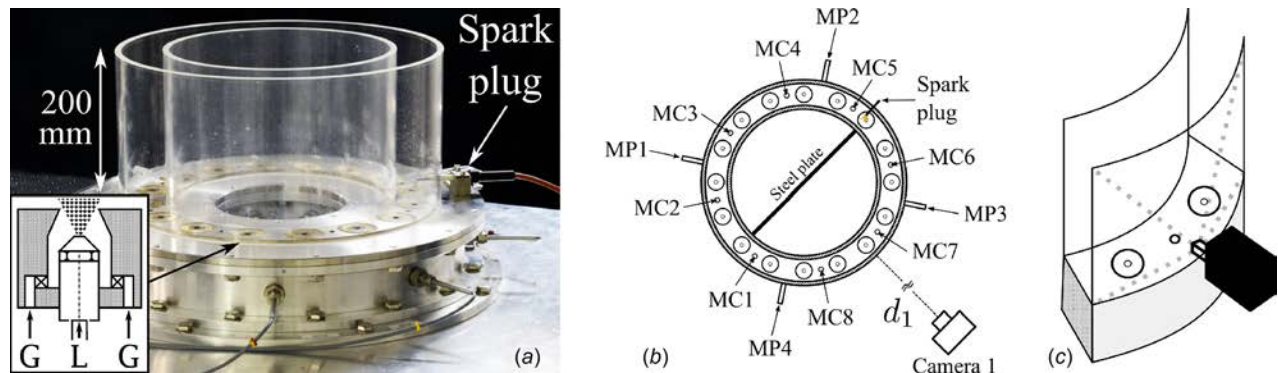 Spark
plug
200
mm
G
L
G
(a)
MP2
MC4
MC5
Spark
plug
MC3
MP1
MC6
Steel plate
MC2
MP3
MC7
MC1
MC8
d1
MP4
Camera 1
(b)
(c)